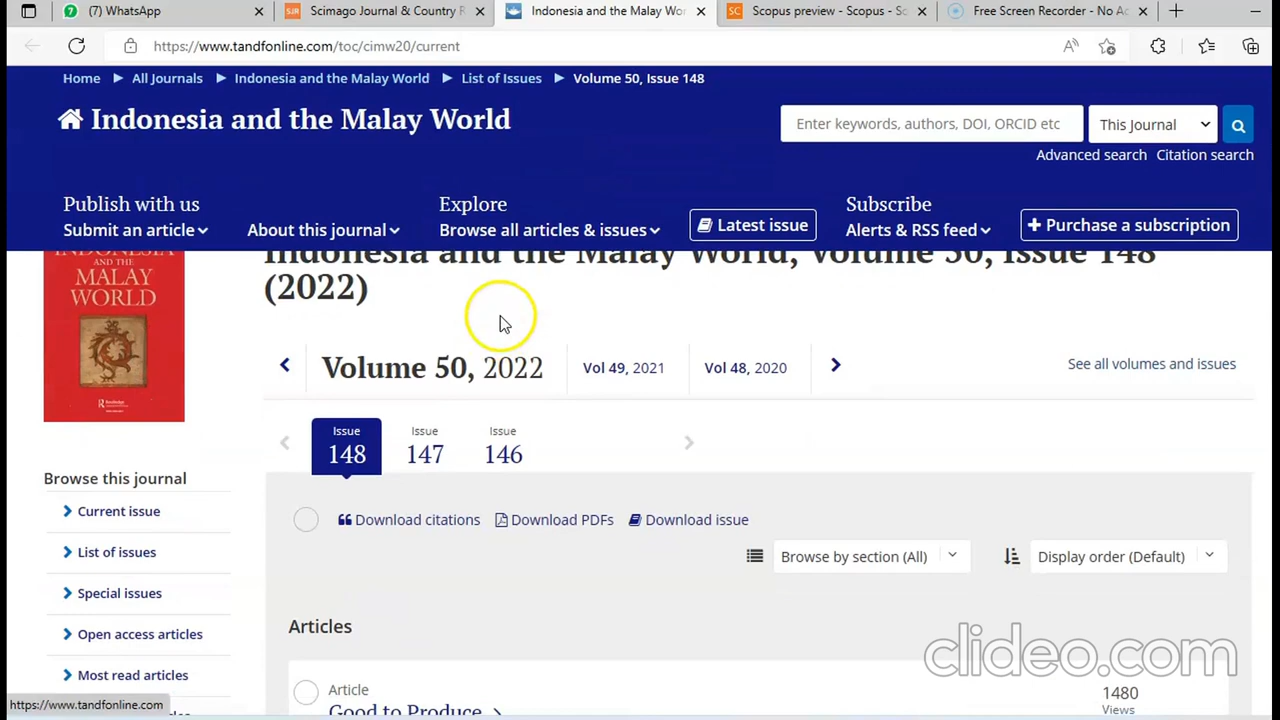 (7) WhatsApp
Scimago Journal & Country R
Indonesia and the Malay Wor
Scopus preview - Scopus - Sc
Free Screen Recorder - No Ac
https://www.tandfonline.com/toc/cimw20/current
Home
All Journals
Indonesia and the Malay World
List of Issues
Volume 50, Issue 148
Indonesia and the Malay World
Enter keywords, authors, DOI, ORCID etc
This Journal
Advanced search
Citation search
Publish with us
Submit an article
About this journal
Explore
Browse all articles & issues
Latest issue
Subscribe
Alerts & RSS feed
Purchase a subscription
INDONESIA
AND THE
MALAY
WORLD
Routledge
Indonesia and the Malay World, Volume 50, Issue 148
(2022)
Volume 50, 2022
Vol 49, 2021
Vol 48, 2020
See all volumes and issues
Issue
148
Issue
147
Issue
146
Browse this journal
Current issue
List of issues
Special issues
Open access articles
Most read articles
Download citations
Download PDFs
Download issue
Browse by section (All)
Display order (Default)
Articles
Article
Good to Produce
1480
Views
https://www.tandfonline.com
clideo.com